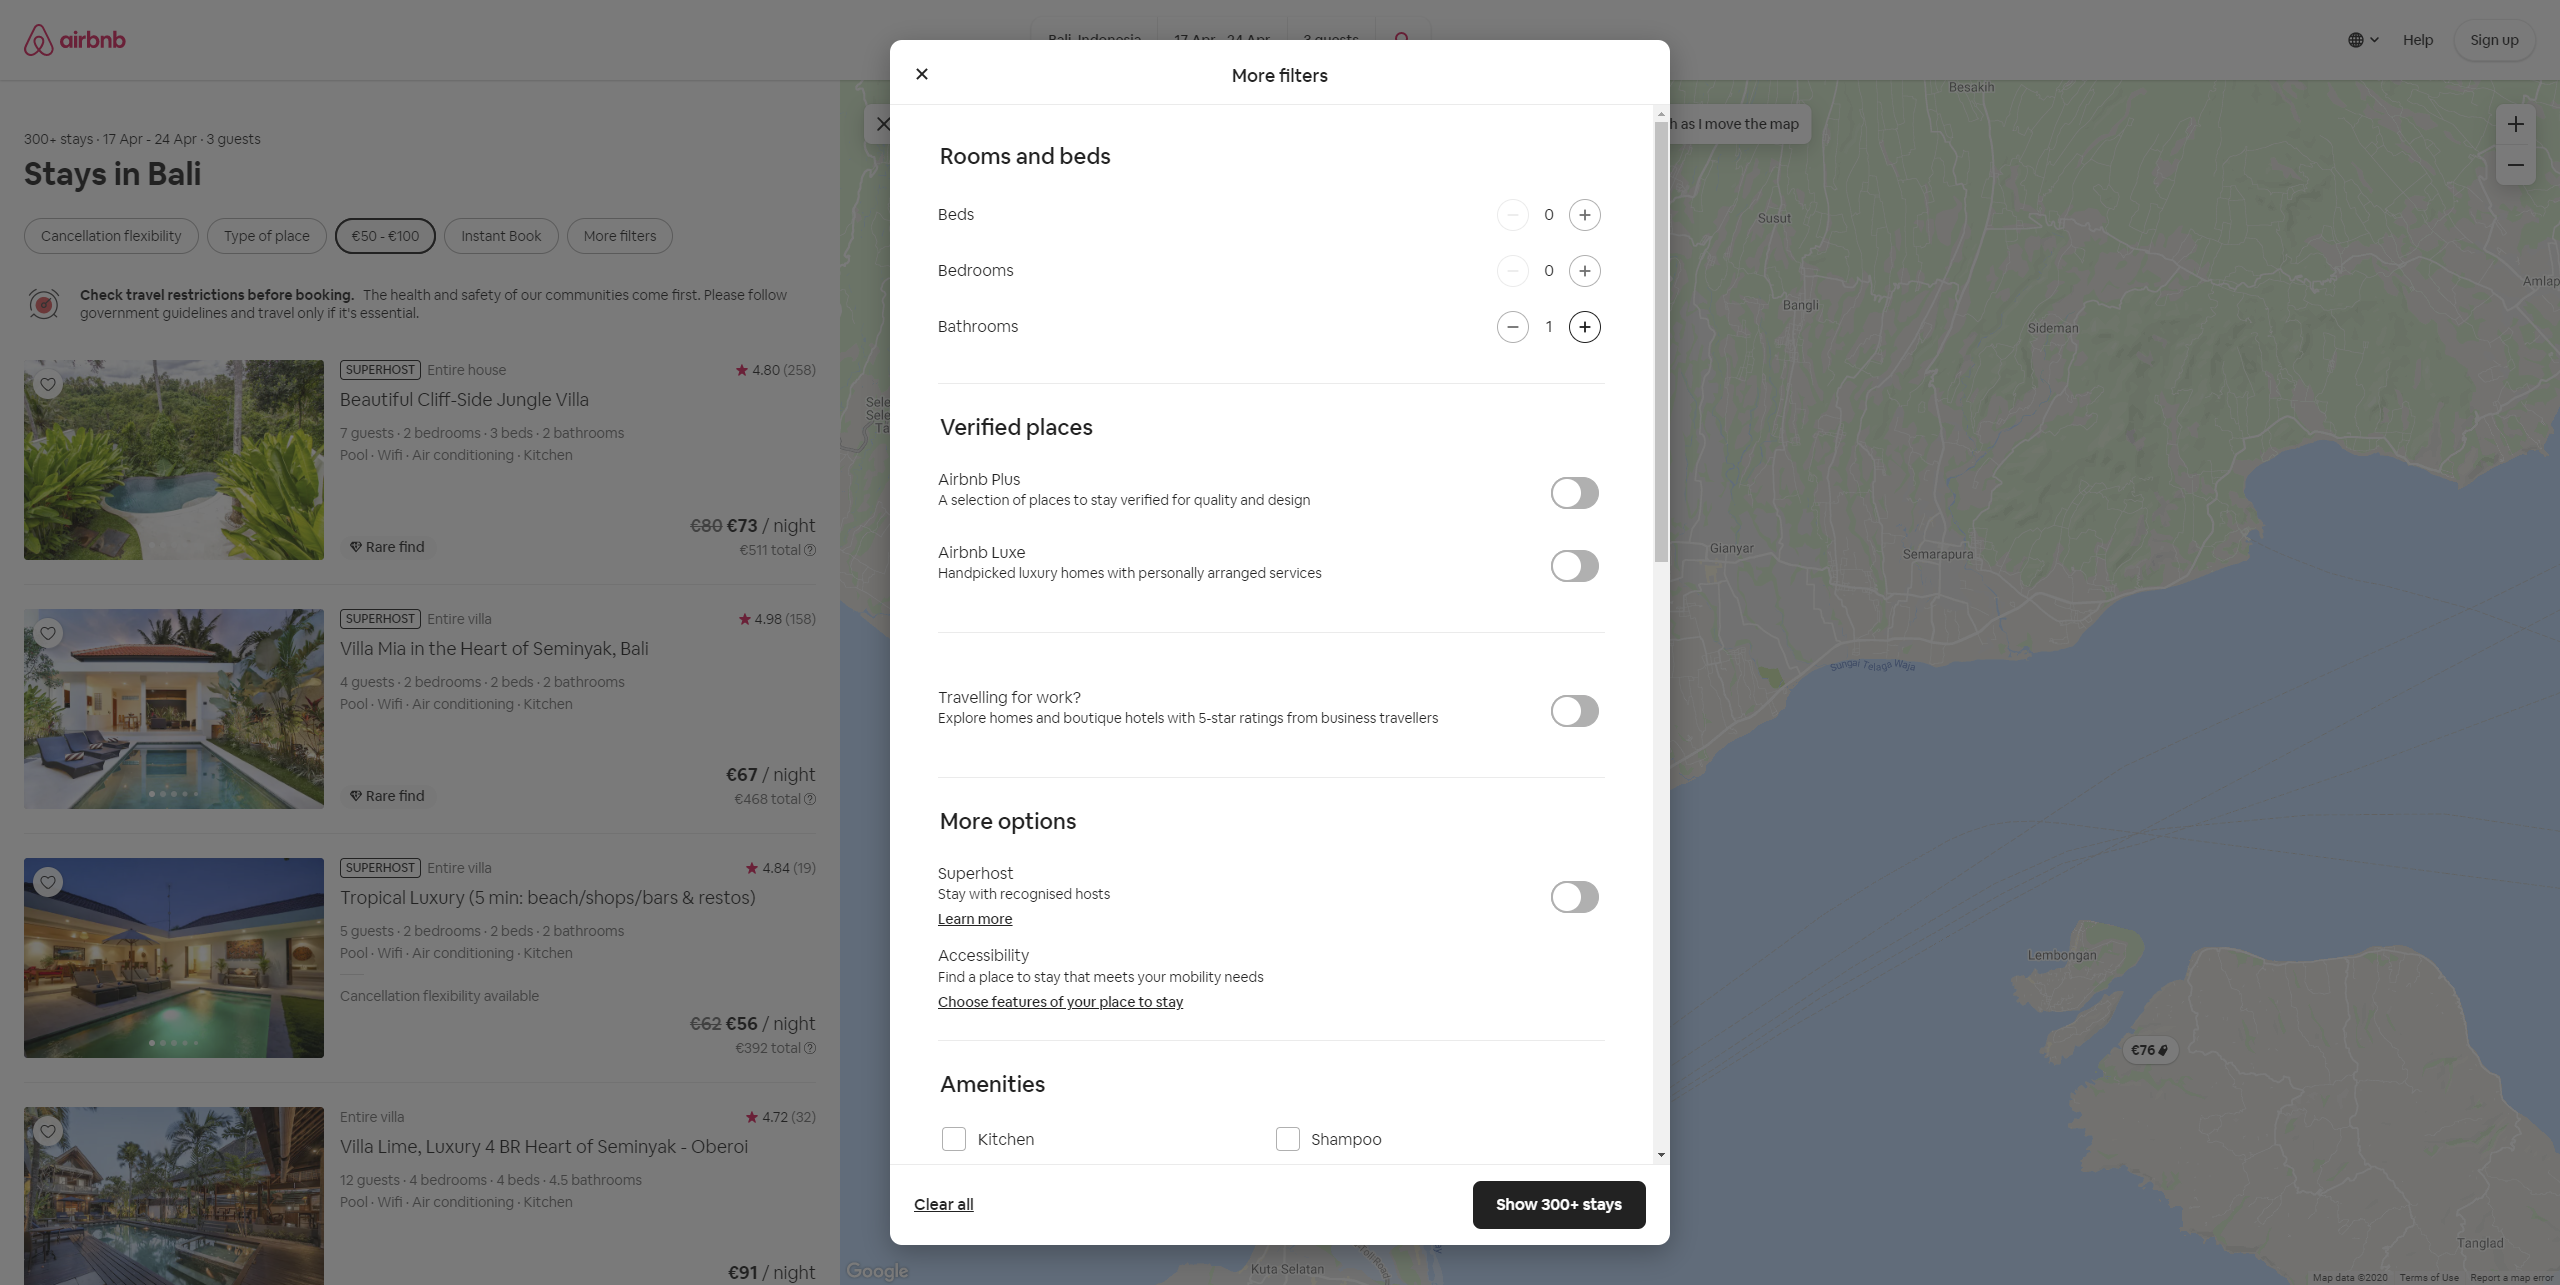 airbnb
Bali, Indonesia
17 Apr - 24 Apr
3 guests
Help
Sign up
300+ stays · 17 Apr - 24 Apr · 3 guests
Stays in Bali
Cancellation flexibility
Type of place
€50 - €100
Instant Book
More filters
Check travel restrictions before booking. The health and safety of our communities come first. Please follow
government guidelines and travel only if it's essential.
SUPERHOST Entire house
4.80 (258)
Beautiful Cliff-Side Jungle Villa
7 guests · 2 bedrooms · 3 beds · 2 bathrooms
Pool · Wifi · Air conditioning · Kitchen
€80 €73 / night
Rare find
€511 total
SUPERHOST Entire villa
4.98 (158)
Villa Mia in the Heart of Seminyak, Bali
4 guests · 2 bedrooms · 2 beds · 2 bathrooms
Pool · Wifi · Air conditioning · Kitchen
€67 / night
Rare find
€468 total
SUPERHOST Entire villa
4.84 (19)
Tropical Luxury (5 min: beach/shops/bars & restos)
5 guests · 2 bedrooms · 2 beds · 2 bathrooms
Pool · Wifi · Air conditioning · Kitchen
Cancellation flexibility available
€62 €56 / night
€392 total
Entire villa
4.72 (32)
Villa Lime, Luxury 4 BR Heart of Seminyak - Oberoi
12 guests · 4 bedrooms · 4 beds · 4.5 bathrooms
Pool · Wifi · Air conditioning · Kitchen
€91 / night
More filters
Rooms and beds
Beds
0
Bedrooms
0
Bathrooms
1
Verified places
Airbnb Plus
A selection of places to stay verified for quality and design
Airbnb Luxe
Handpicked luxury homes with personally arranged services
Travelling for work?
Explore homes and boutique hotels with 5-star ratings from business travellers
More options
Superhost
Stay with recognised hosts
Learn more
Accessibility
Find a place to stay that meets your mobility needs
Choose features of your place to stay
Amenities
Kitchen
Shampoo
Clear all
Show 300+ stays
h as I move the map
Besakih
Susut
Bangli
Amlap
Sideman
Gianyar
Semarapura
Sungai Telaga Waja
Lembongan
€76
Tanglad
Kuta Selatan
Google
Map data ©2020
Terms of Use
Report a map error